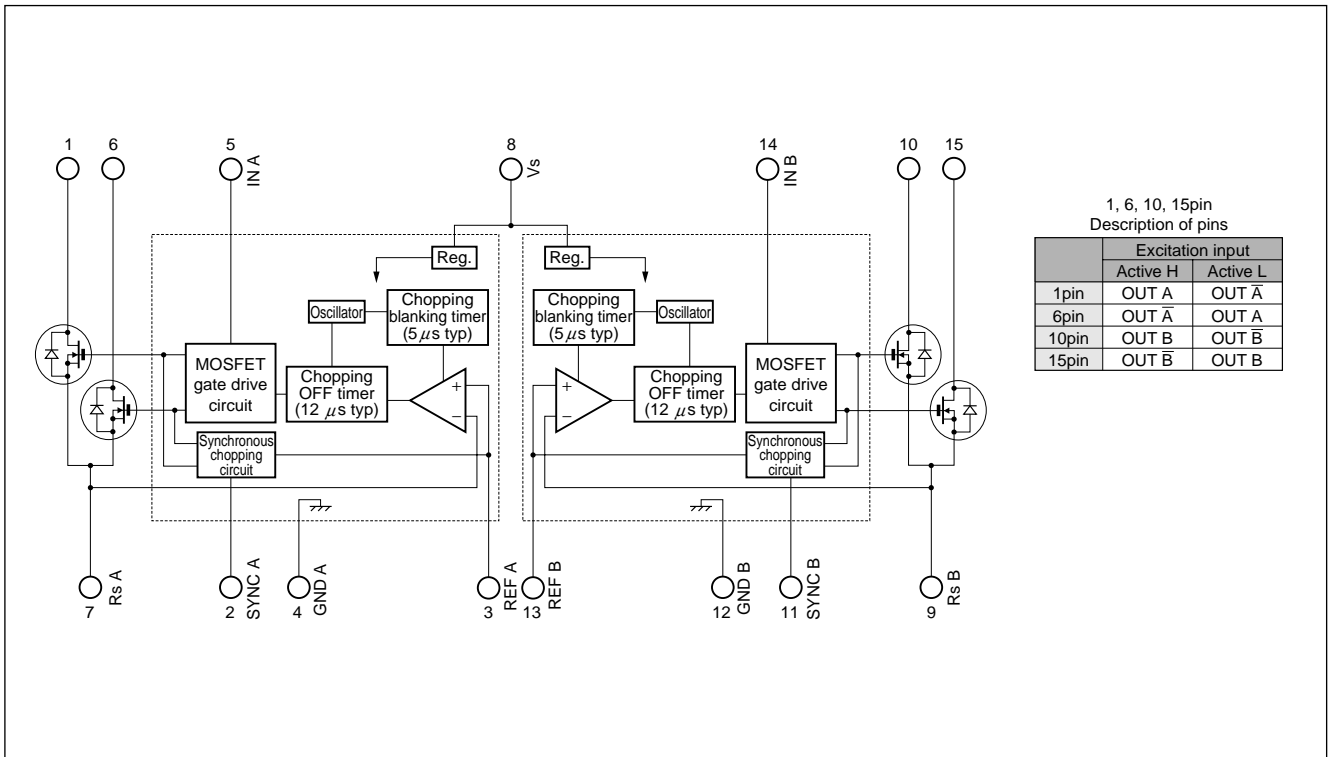 1
6
5
IN A
8
Vs
14
IN B
10
15
1, 6, 10, 15pin
Description of pins
Excitation input
Active H
Active L
1pin
OUT A
OUT A̅
6pin
OUT A̅
OUT A
10pin
OUT B
OUT B̅
15pin
OUT B̅
OUT B
Reg.
Reg.
Oscillator
Chopping
blanking timer
(5 μs typ)
Chopping
blanking timer
(5 μs typ)
Oscillator
MOSFET
gate drive
circuit
Chopping
OFF timer
(12 μs typ)
+
−
+
−
Chopping
OFF timer
(12 μs typ)
MOSFET
gate drive
circuit
Synchronous
chopping
circuit
Synchronous
chopping
circuit
7
Rs A
2
SYNC A
4
GND A
3
REF A
13
REF B
12
GND B
11
SYNC B
9
Rs B